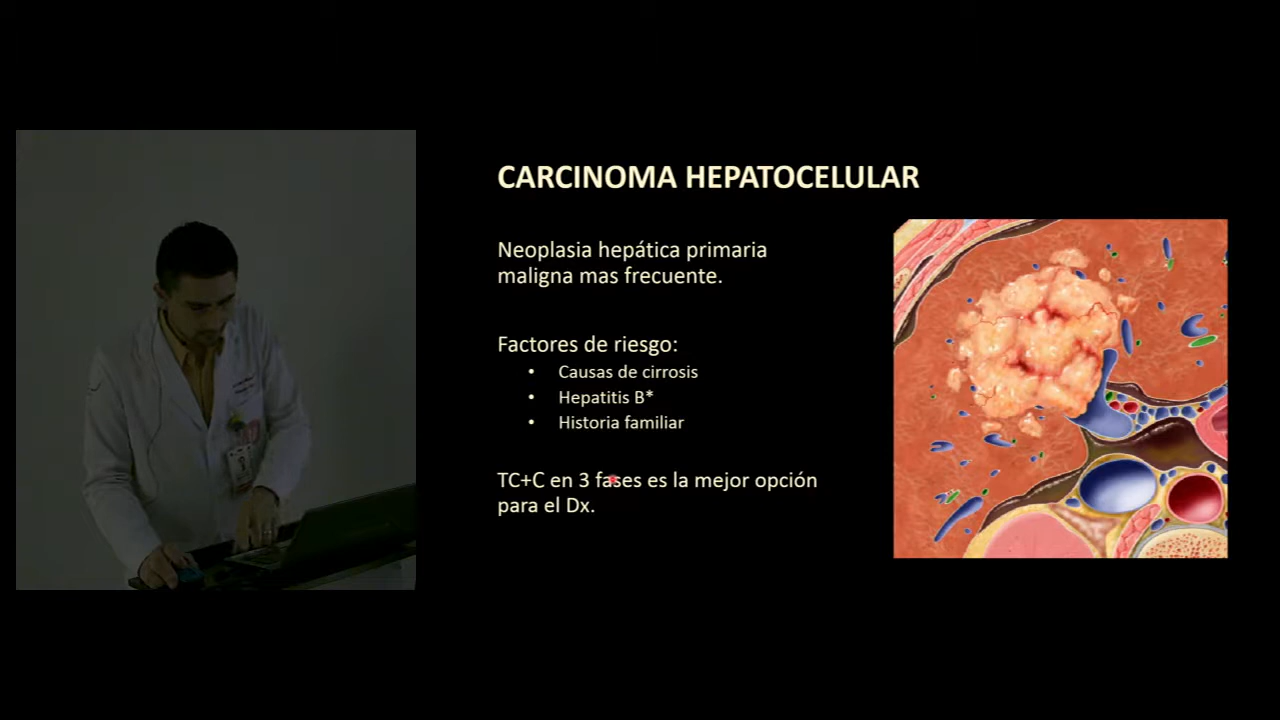 CARCINOMA HEPATOCELULAR
Neoplasia hepática primaria
maligna mas frecuente.
Factores de riesgo:
• Causas de cirrosis
• Hepatitis B*
• Historia familiar
TC+C en 3 fases es la mejor opción
para el Dx.